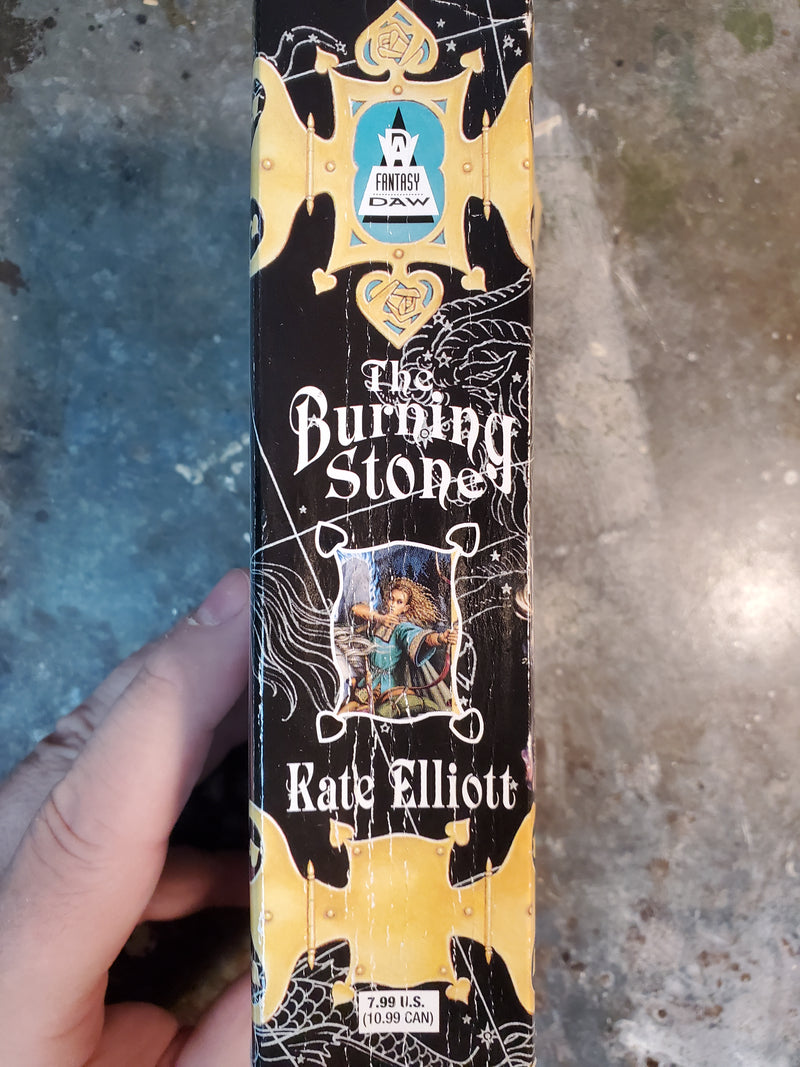 DAW
FANTASY
DAW
The
Burning
Stone
Kate Elliott
7.99 U.S.
(10.99 CAN)